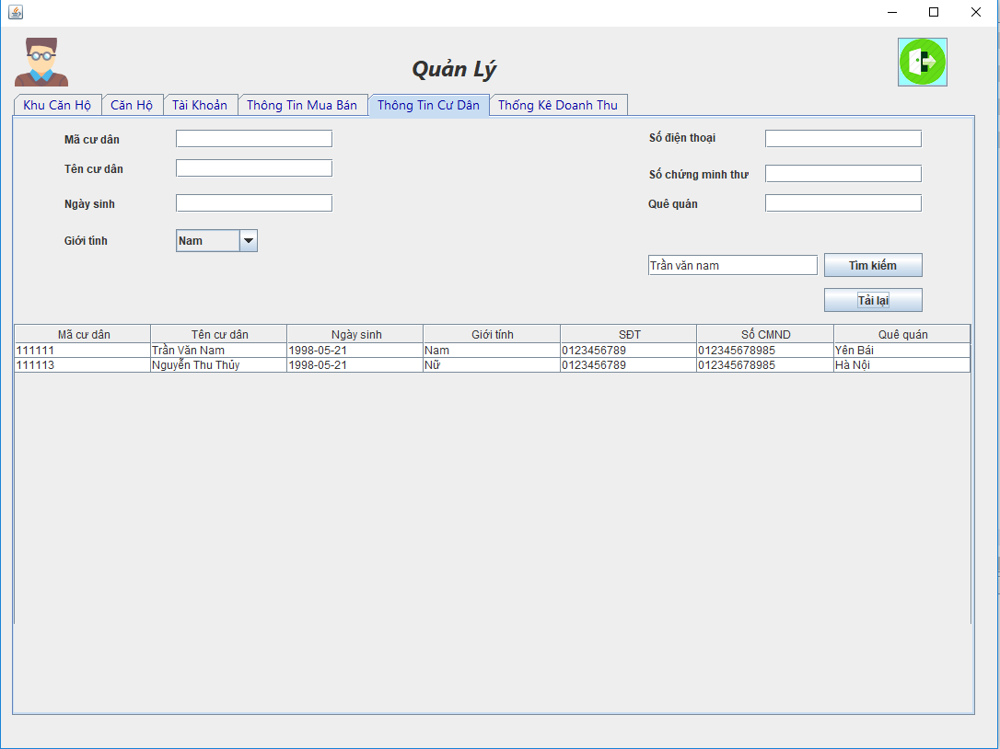 Quản Lý
Khu Căn Hộ Căn Hộ Tài Khoản Thông Tin Mua Bán Thông Tin Cư Dân Thống Kê Doanh Thu
Mã cư dân Số điện thoại
Tên cư dân Số chứng minh thư
Ngày sinh Quê quán
Giới tính Nam
Trần văn nam Tìm kiếm
Tải lại
Mã cư dân Tên cư dân Ngày sinh Giới tính SĐT Số CMND Quê quán
111111 Trần Văn Nam 1998-05-21 Nam 0123456789 012345678985 Yên Bái
111113 Nguyễn Thu Thủy 1998-05-21 Nữ 0123456789 012345678985 Hà Nội